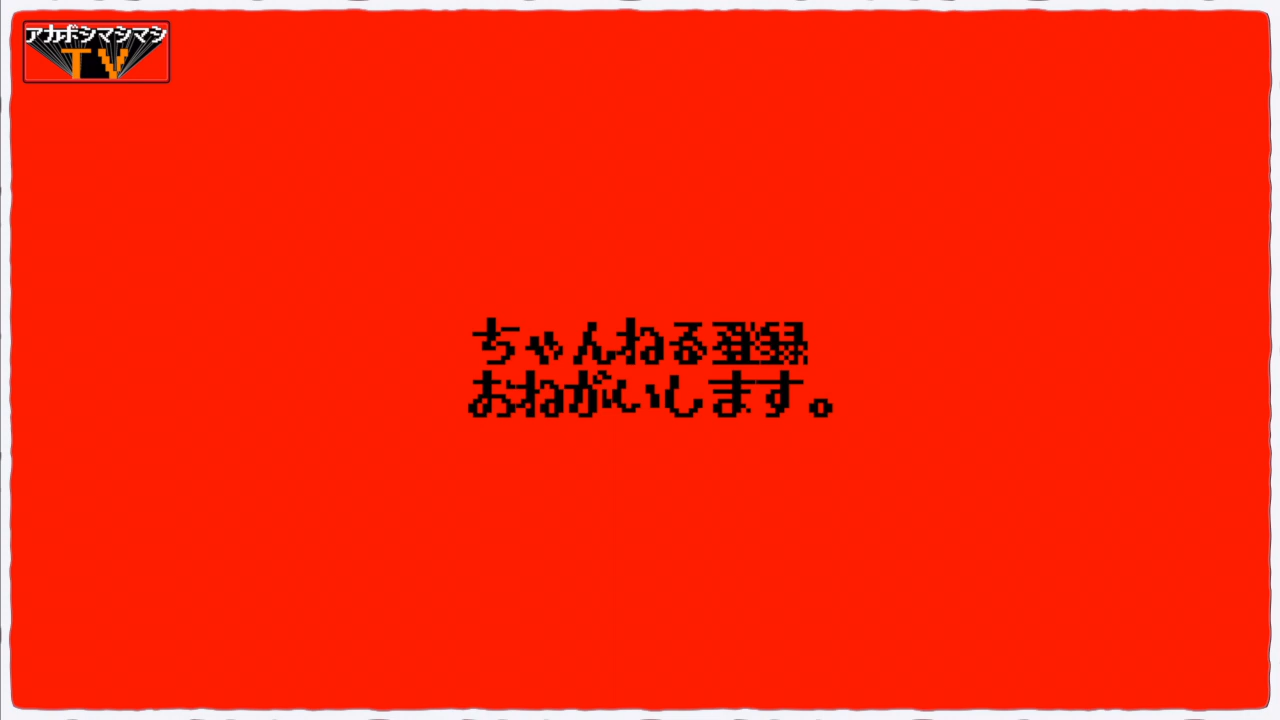 アカボシマシマシ
TV
ちゃんねる登録
おねがいします。